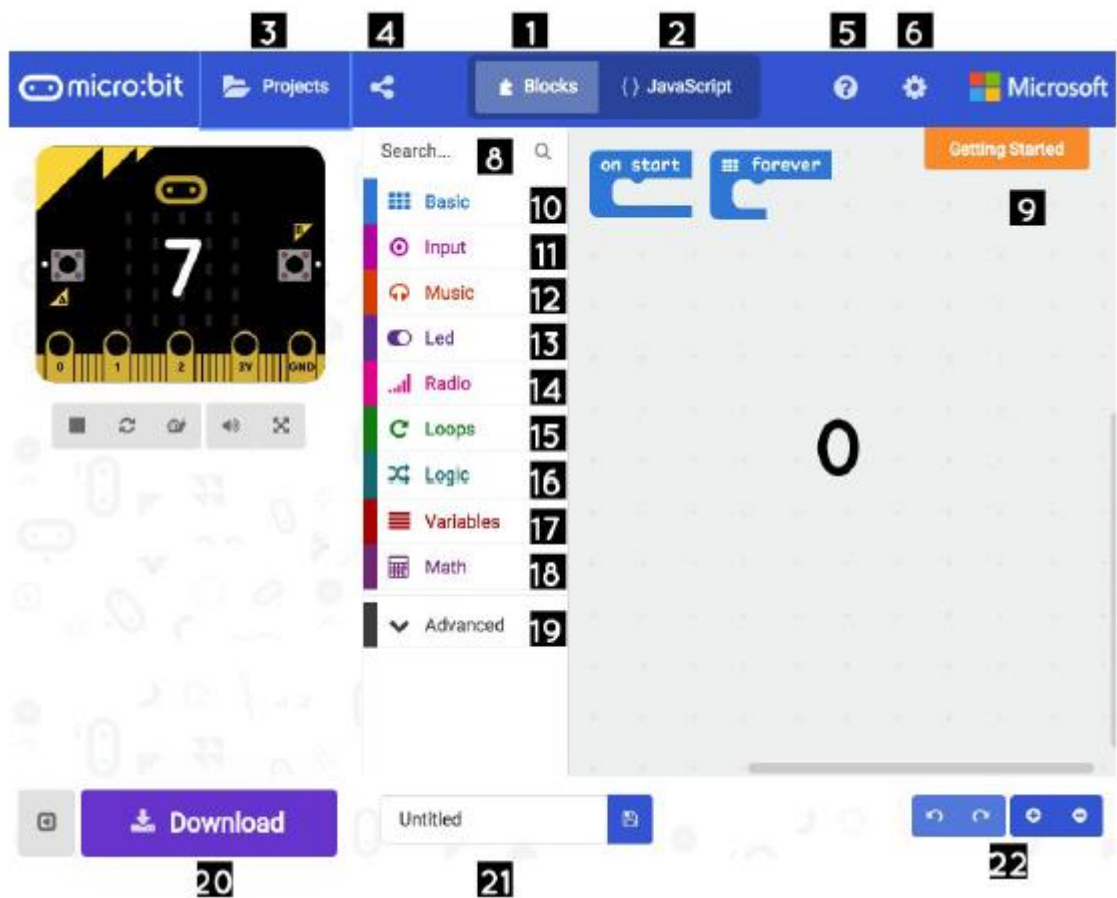 3 4 1 2 5 6
micro:bit Projects Blocks {} JavaScript Microsoft
Search... 8
on start forever
Getting Started
9
Basic 10
Input 11
Music 12
Led 13
Radio 14
Loops 15
Logic 16
Variables 17
Math 18
Advanced 19
B
7
A
0 1 2 3V GND
0
Download
Untitled
20 21 22